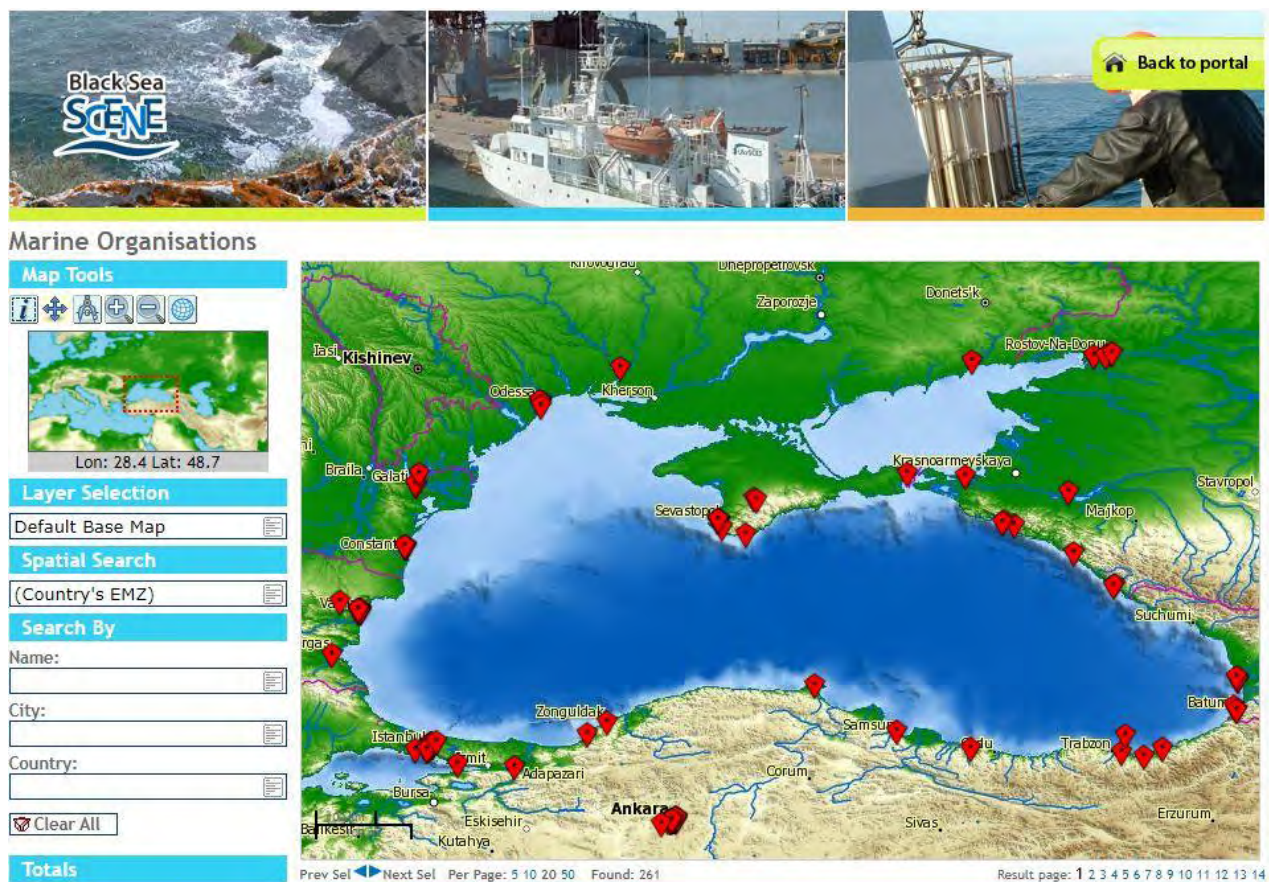 Black Sea
SCENE
Back to portal
Marine Organisations
Map Tools
Lon: 28.4 Lat: 48.7
Layer Selection
Default Base Map
Spatial Search
(Country's EMZ)
Search By
Name:
City:
Country:
Clear All
Totals
Kirovograd
Dnepropetrovsk
Zaporozje
Donets'k
Iasi
Kishinev
Rostov-Na-Donu
Odessa
Kherson
Braila
Galati
Krasnoarmeyskaya
Stavropol
Sevastopol
Majkop
Constant
Suchumi
Zonguldak
Batum
Istanbul
Samsun
Trabzon
Adapazari
Corum
Bursa
Ankara
Eskisehir
Sivas
Erzurum
Kutahya
Prev Sel Next Sel Per Page: 5 10 20 50 Found: 261
Result page: 1 2 3 4 5 6 7 8 9 10 11 12 13 14